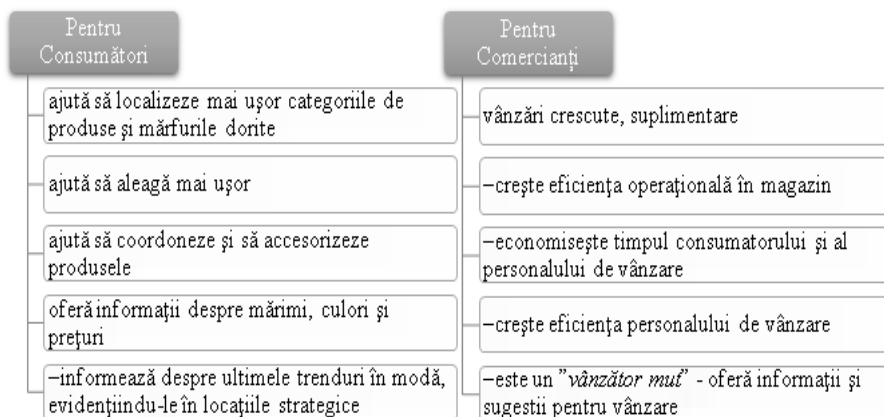 Pentru
Consumători
ajută să localizeze mai uşor categoriile de
produse şi mărfurile dorite
ajută să aleagă mai uşor
ajută să coordoneze şi să accesorizeze
produsele
oferă informaţii despre mărimi, culori şi
preţuri
–informează despre ultimele trenduri în modă,
evidenţiindu-le în locaţiile strategice
Pentru
Comercianţi
vânzări crescute, suplimentare
–creşte eficienţa operaţională în magazin
–economiseşte timpul consumatorului şi al
personalului de vânzare
–creşte eficienţa personalului de vânzare
–este un ”vânzător mut” - oferă informaţii şi
sugestii pentru vânzare